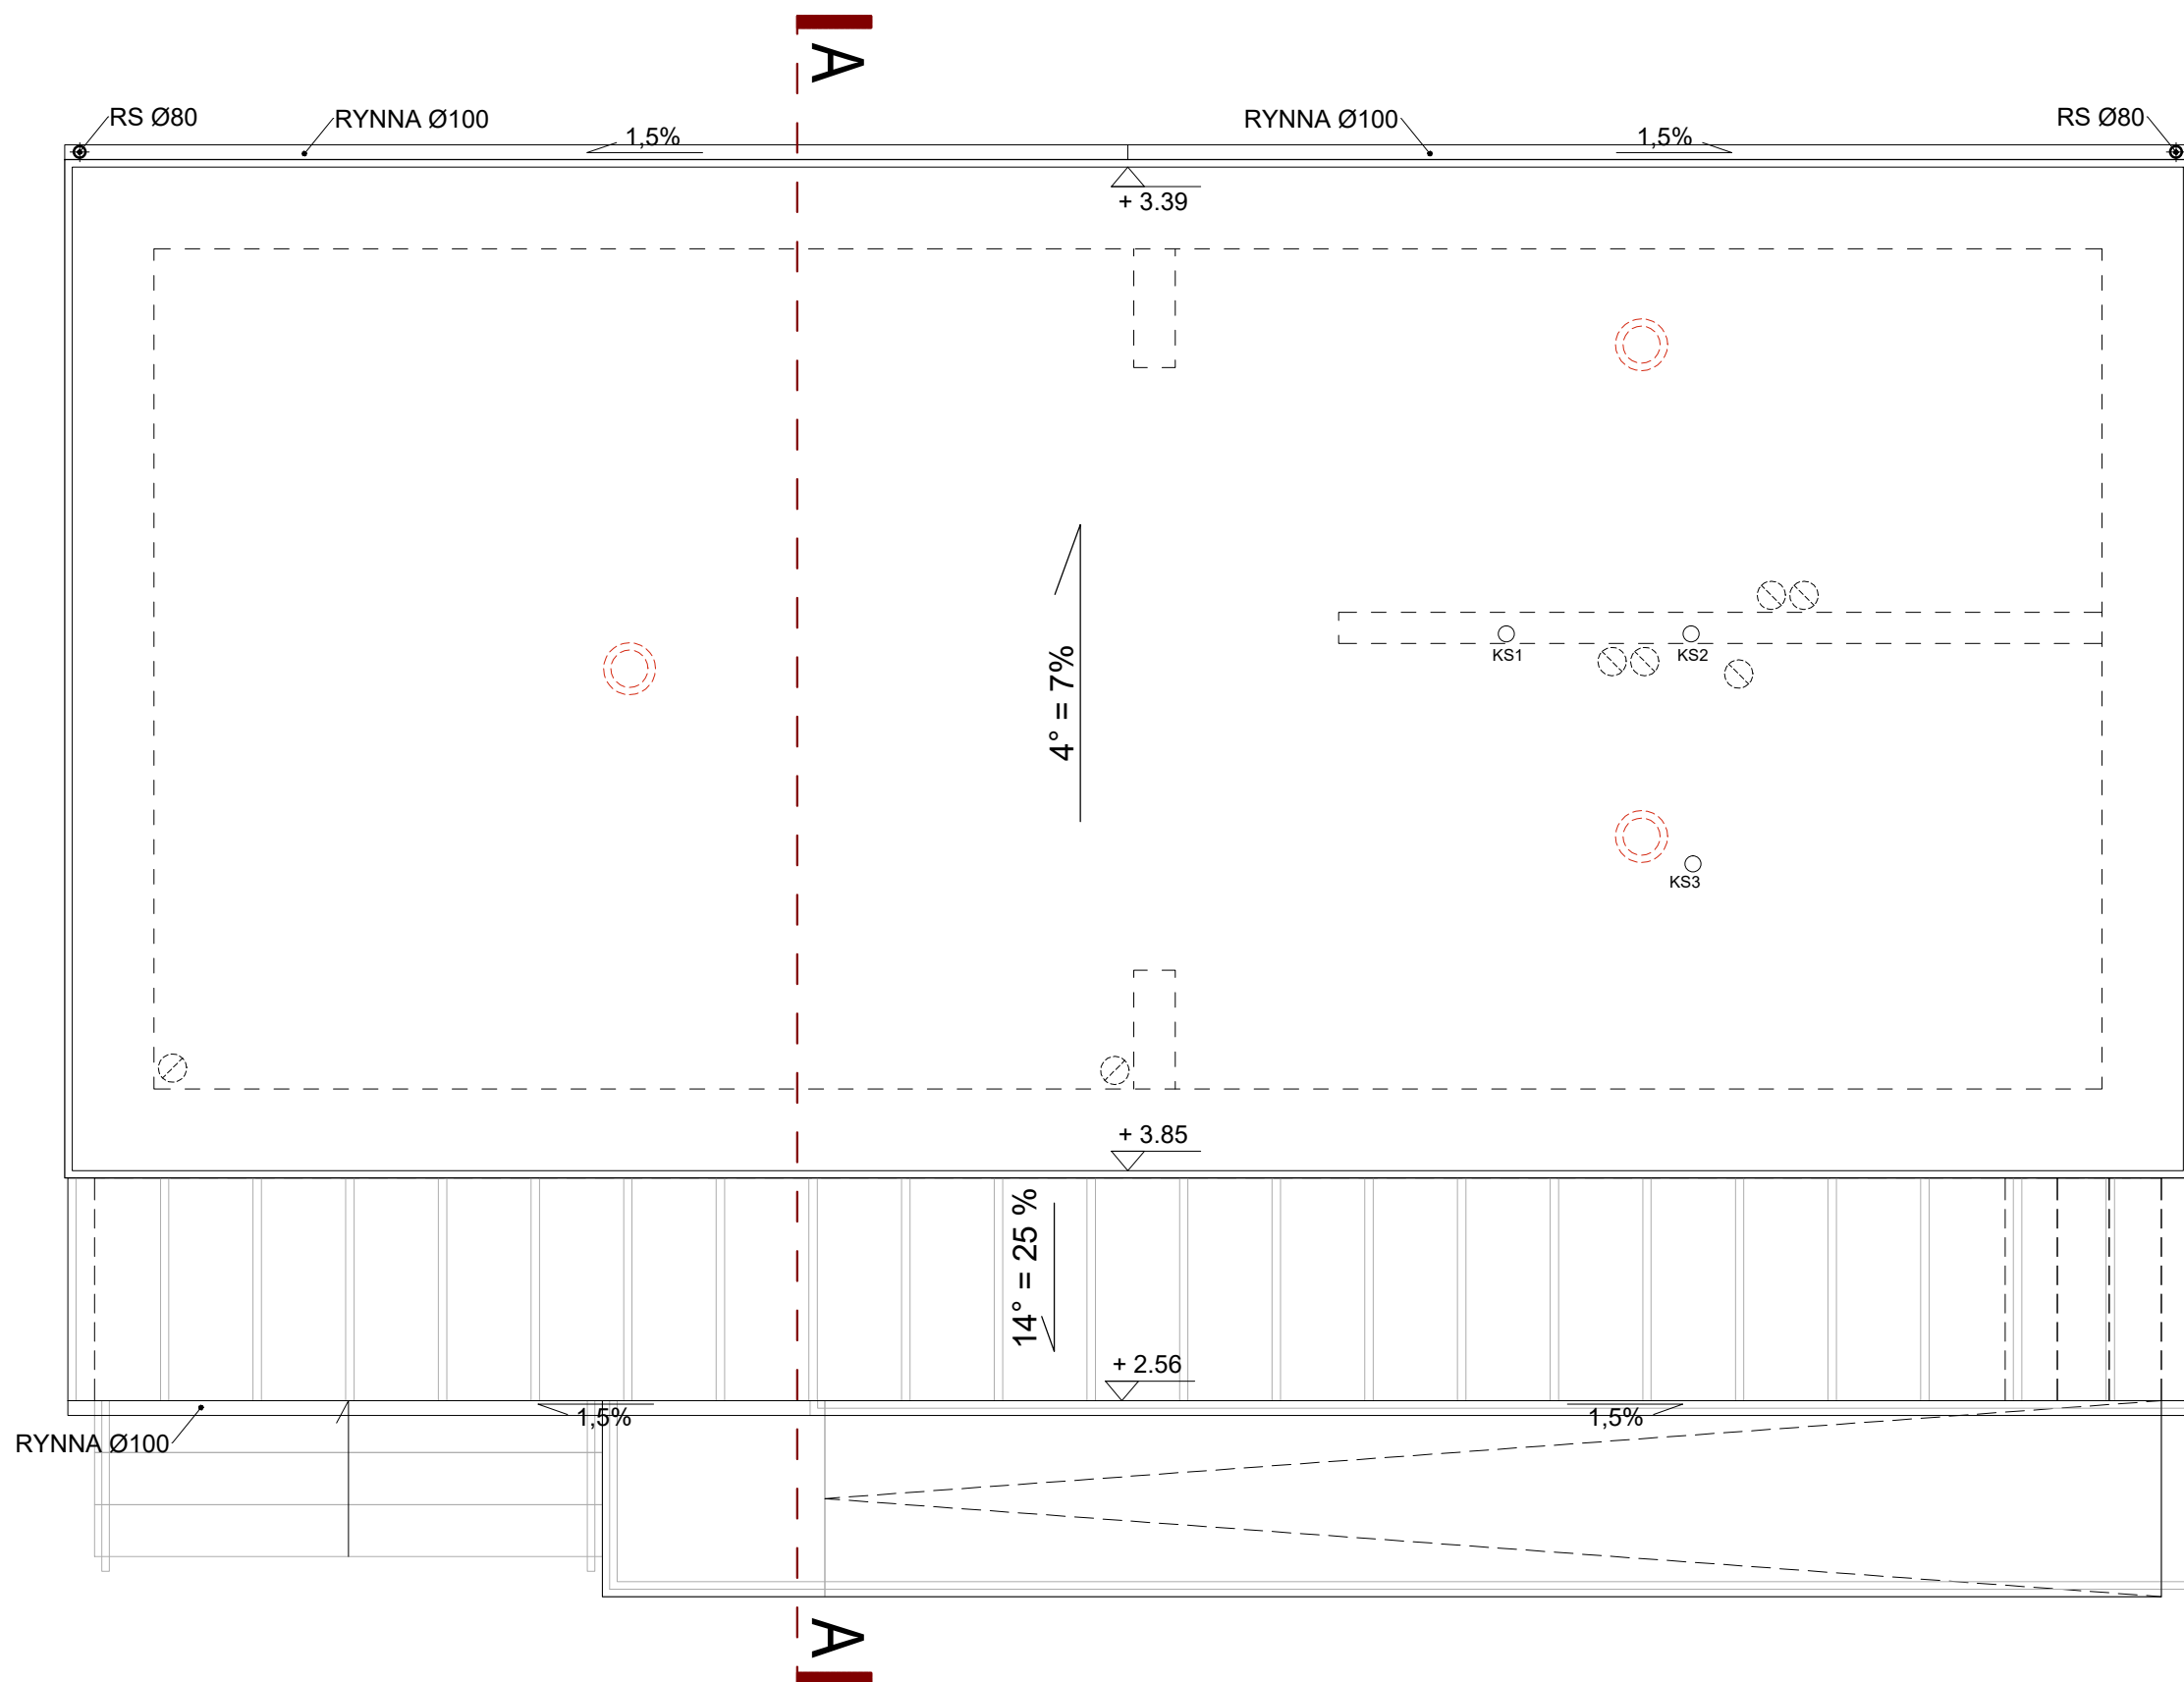 A
RS Ø80
RYNNA Ø100
1,5%
RYNNA Ø100
1,5%
RS Ø80
+ 3.39
4° = 7%
KS1
KS2
KS3
+ 3.85
14° = 25 %
+ 2.56
1,5%
1,5%
RYNNA Ø100
A